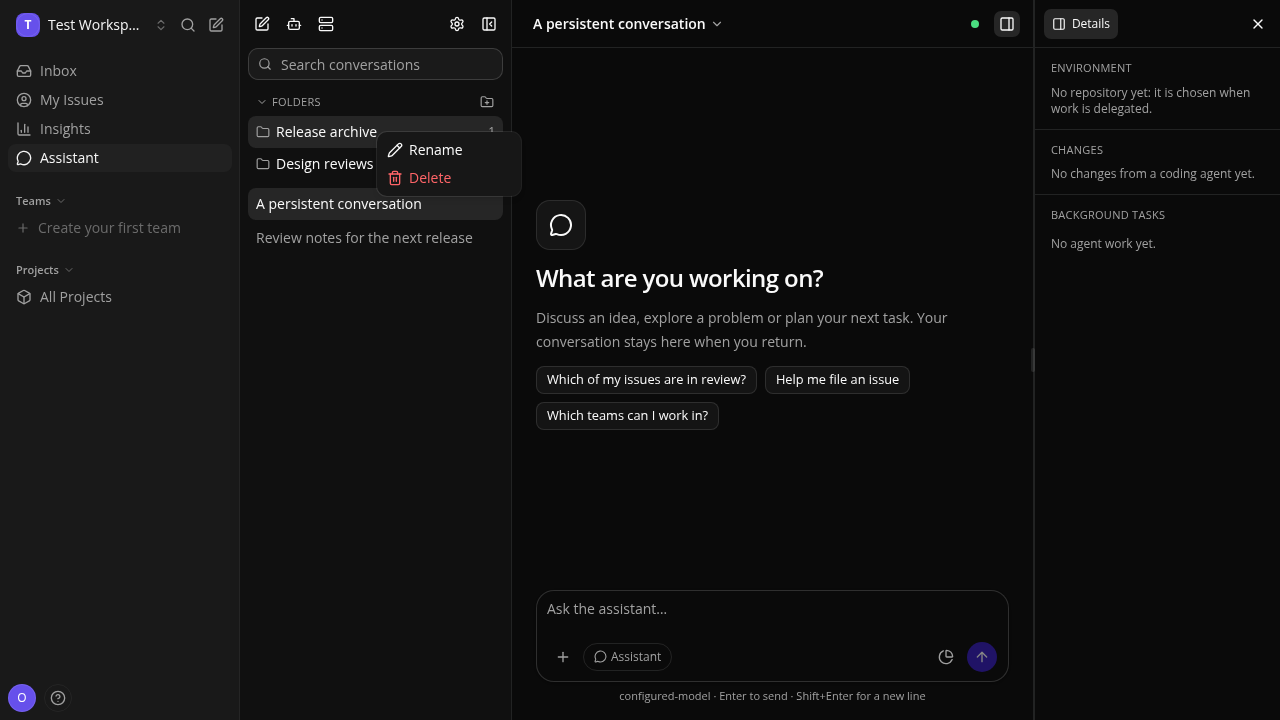 T
Test Worksp...
Inbox
My Issues
Insights
Assistant
Teams
Create your first team
Projects
All Projects
O
Search conversations
FOLDERS
Release archive
Design reviews
Rename
Delete
A persistent conversation
Review notes for the next release
A persistent conversation
What are you working on?
Discuss an idea, explore a problem or plan your next task. Your
conversation stays here when you return.
Which of my issues are in review?
Help me file an issue
Which teams can I work in?
Ask the assistant...
Assistant
configured-model · Enter to send · Shift+Enter for a new line
Details
ENVIRONMENT
No repository yet: it is chosen when
work is delegated.
CHANGES
No changes from a coding agent yet.
BACKGROUND TASKS
No agent work yet.